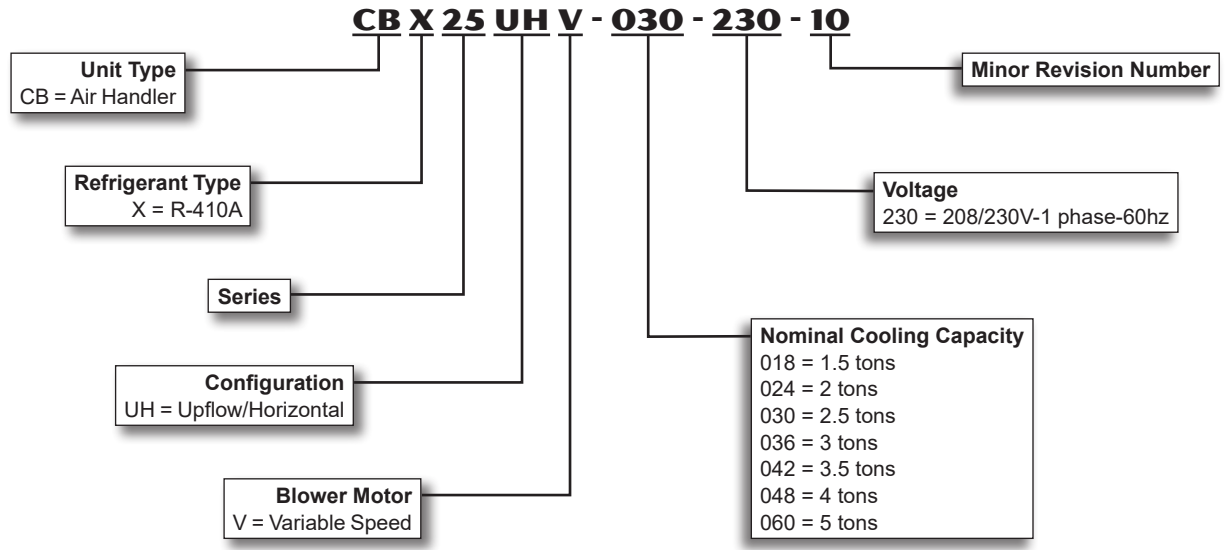 CB X 25 UH V - 030 - 230 - 10
Unit Type
CB = Air Handler
Minor Revision Number
Refrigerant Type
X = R-410A
Voltage
230 = 208/230V-1 phase-60hz
Series
Configuration
UH = Upflow/Horizontal
Nominal Cooling Capacity
018 = 1.5 tons
024 = 2 tons
030 = 2.5 tons
036 = 3 tons
042 = 3.5 tons
048 = 4 tons
060 = 5 tons
Blower Motor
V = Variable Speed